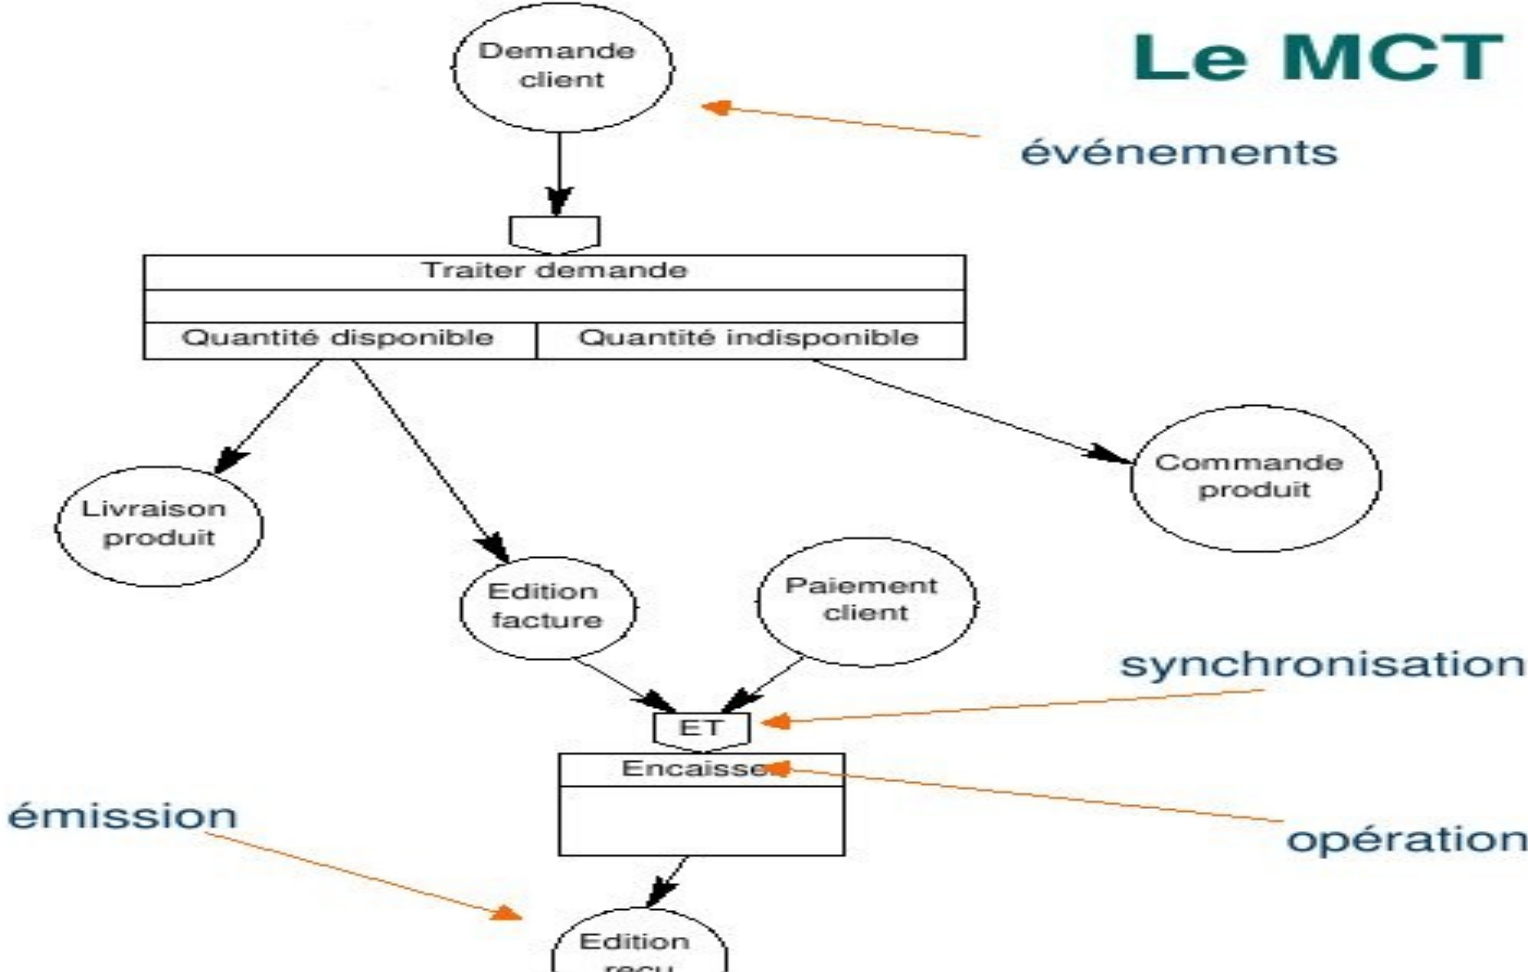 Le MCT
Demande
client
événements
Traiter demande
Quantité disponible
Quantité indisponible
Livraison
produit
Commande
produit
Edition
facture
Paiement
client
synchronisation
ET
Encaisser
émission
opération
Edition
reçu